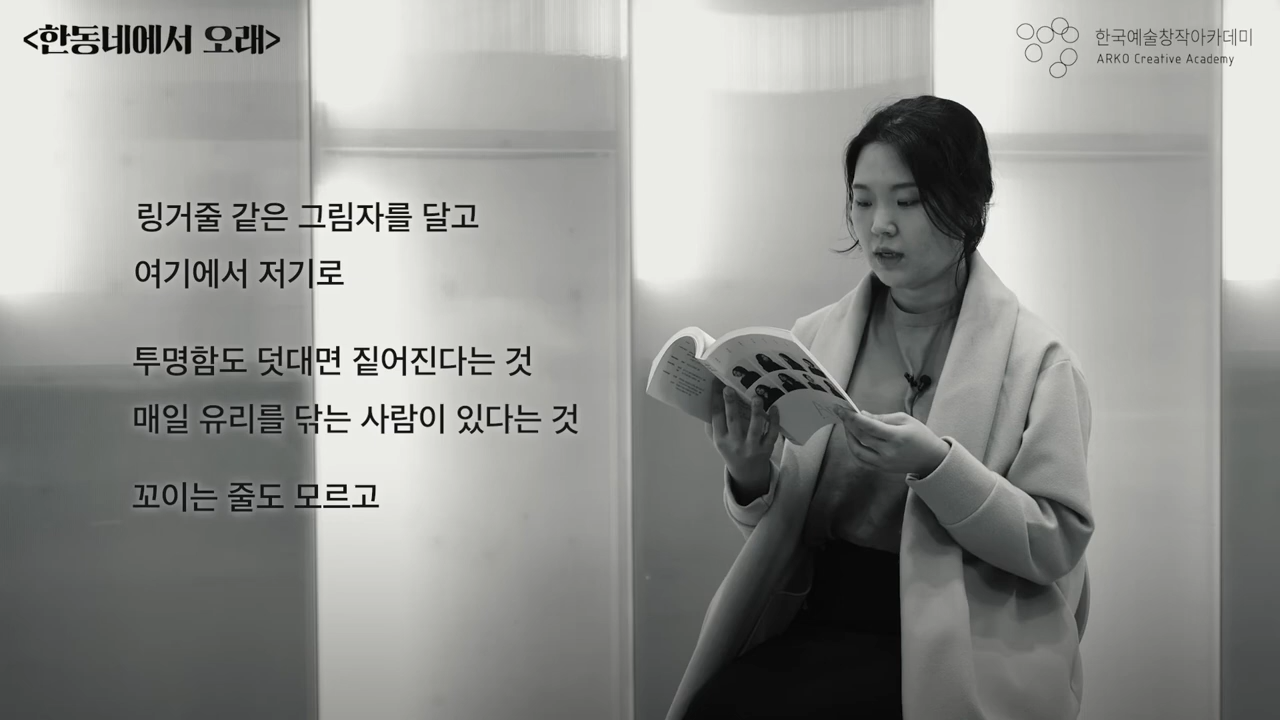 <한동네에서 오래>
한국예술창작아카데미
ARKO Creative Academy
링거줄 같은 그림자를 달고
여기에서 저기로
투명함도 덧대면 짙어진다는 것
매일 유리를 닦는 사람이 있다는 것
꼬이는 줄도 모르고